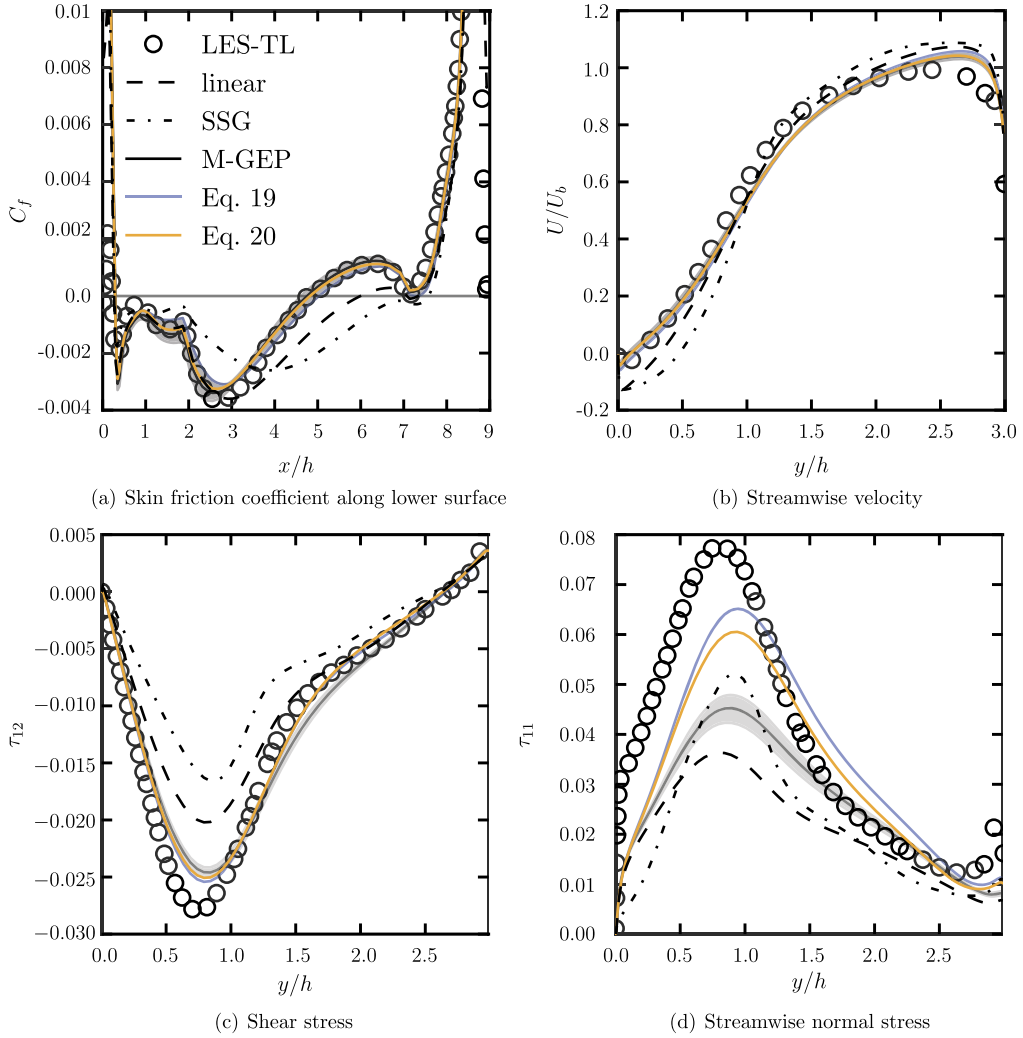 0.01
0.008
0.006
0.004
0.002
0.0
-0.002
-0.004
C_f
LES-TL
linear
SSG
M-GEP
Eq. 19
Eq. 20
0 1 2 3 4 5 6 7 8 9
x/h
(a) Skin friction coefficient along lower surface
1.2
1.0
0.8
0.6
0.4
0.2
0.0
-0.2
U/U_b
0.0 0.5 1.0 1.5 2.0 2.5 3.0
y/h
(b) Streamwise velocity
0.005
0.000
−0.005
−0.010
−0.015
−0.020
−0.025
−0.030
τ_12
0.0 0.5 1.0 1.5 2.0 2.5
y/h
(c) Shear stress
0.08
0.07
0.06
0.05
0.04
0.03
0.02
0.01
0.00
τ_11
0.0 0.5 1.0 1.5 2.0 2.5
y/h
(d) Streamwise normal stress